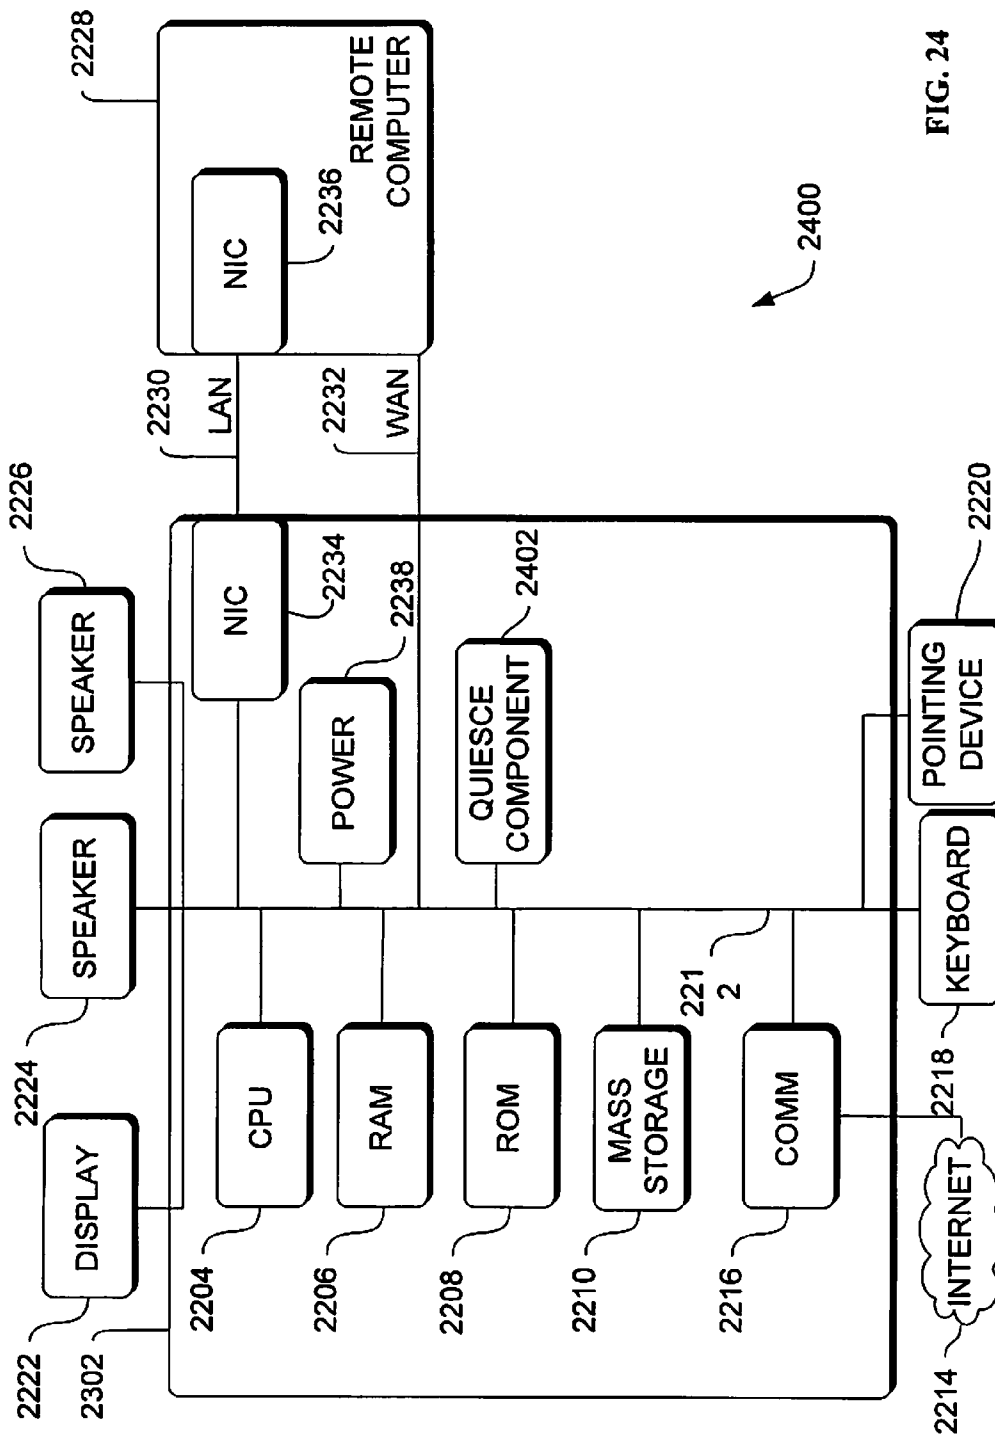 2222
DISPLAY
2224
SPEAKER
SPEAKER
2226
2228
2302
2204
CPU
NIC
2234
2230
LAN
NIC
2236
REMOTE
COMPUTER
2206
RAM
POWER
2238
2232
WAN
2208
ROM
QUIESCE
COMPONENT
2402
2210
MASS
STORAGE
2400
221
2
2216
COMM
2214
INTERNET
2218
KEYBOARD
POINTING
DEVICE
2220
FIG. 24